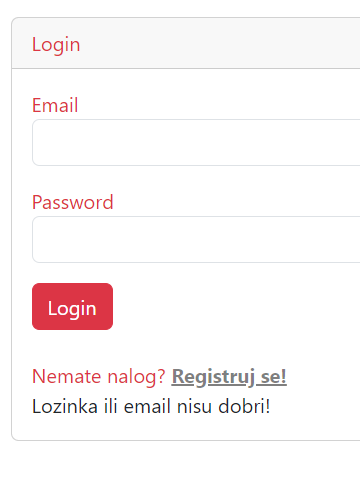 Login
Email
Password
Login
Nemate nalog? Registruj se!
Lozinka ili email nisu dobri!